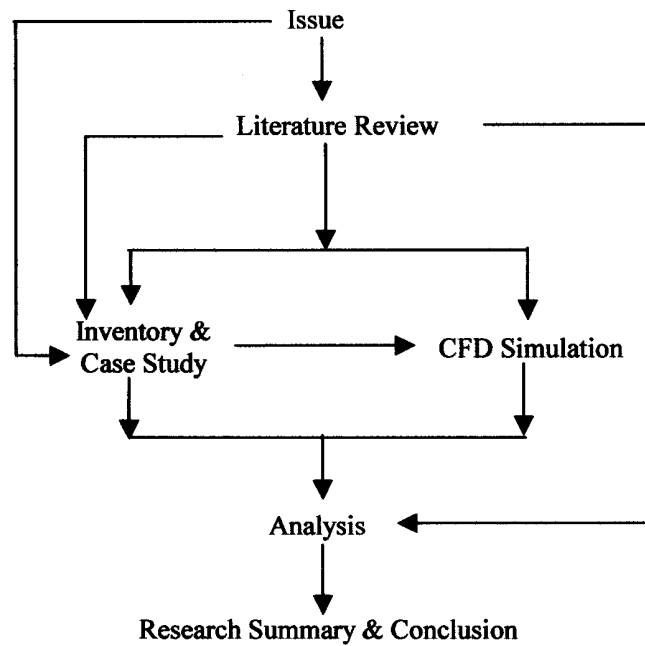 Issue
Literature Review
Inventory &
Case Study
CFD Simulation
Analysis
Research Summary & Conclusion